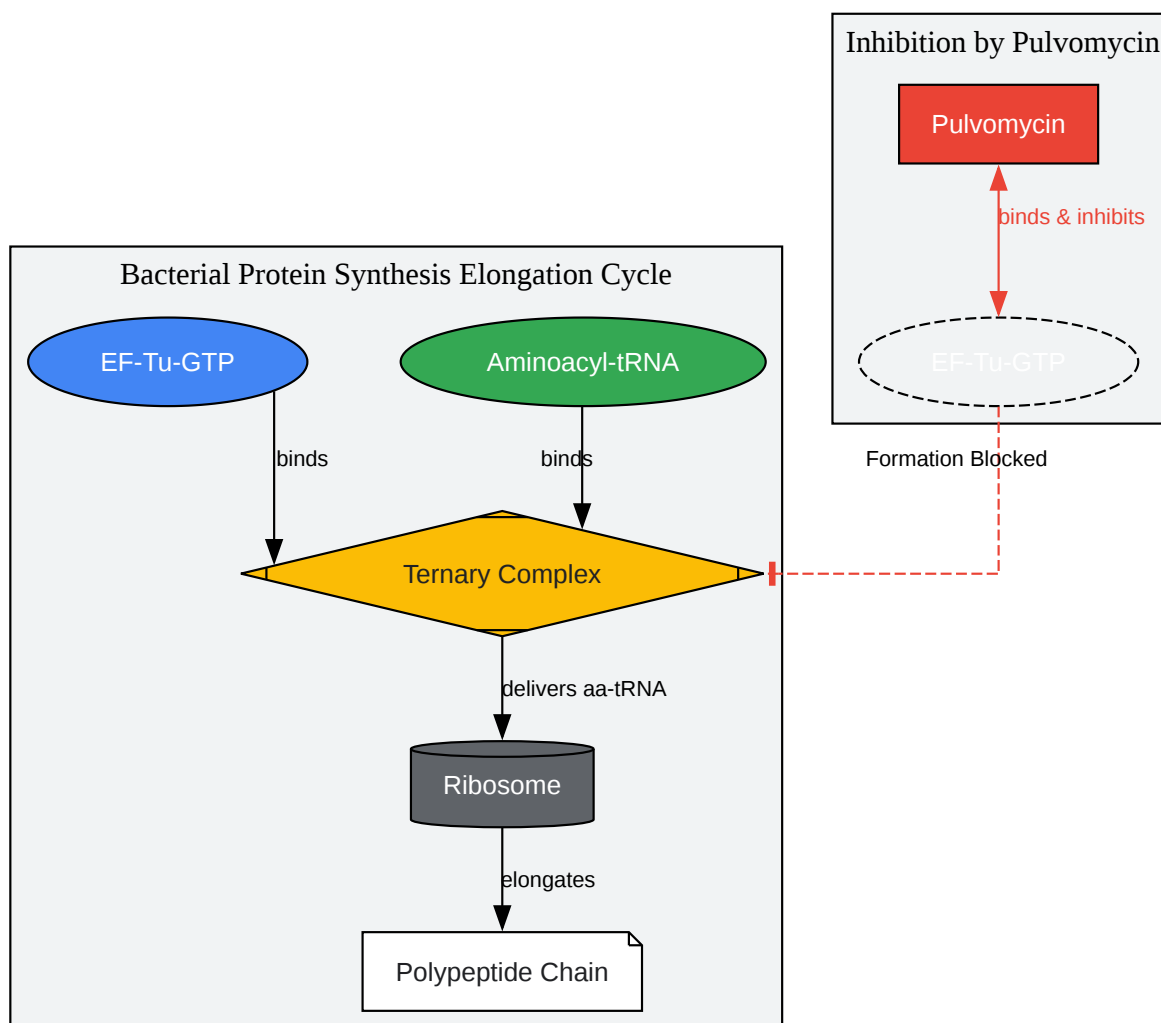 Inhibition by Pulvomycin
Pulvomycin
binds & inhibits
Bacterial Protein Synthesis Elongation Cycle
EF-Tu-GTP
Aminoacyl-tRNA
EF-Tu-GTP
binds
binds
Formation Blocked
Ternary Complex
delivers aa-tRNA
Ribosome
elongates
Polypeptide Chain